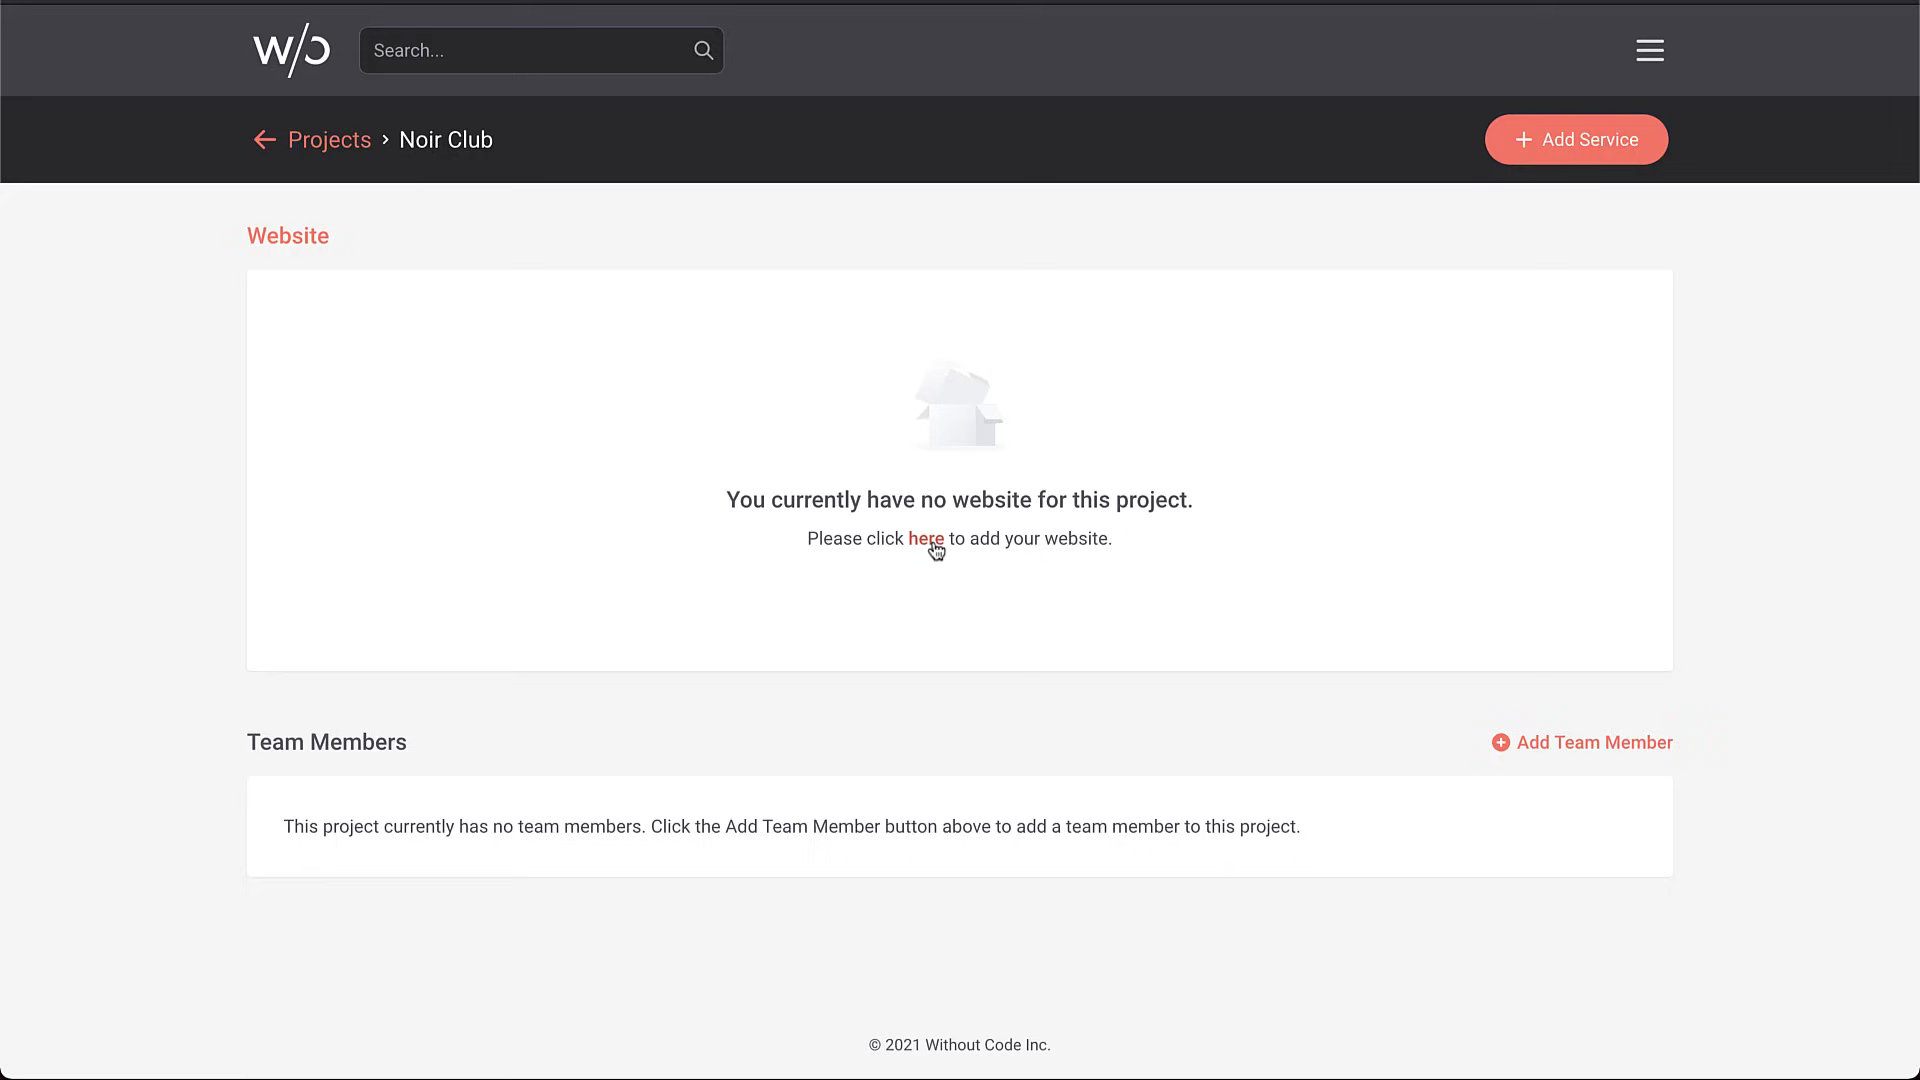 W/C
Search...
Projects › Noir Club
+ Add Service
Website
You currently have no website for this project.
Please click here to add your website.
Team Members
Add Team Member
This project currently has no team members. Click the Add Team Member button above to add a team member to this project.
© 2021 Without Code Inc.